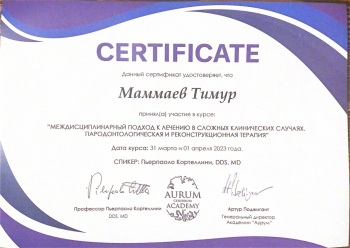 CERTIFICATE
Данный сертификат удостоверяет, что
Маммаев Тимур
принял(а) участие в курсе:
"МЕЖДИСЦИПЛИНАРНЫЙ ПОДХОД К ЛЕЧЕНИЮ В СЛОЖНЫХ КЛИНИЧЕСКИХ СЛУЧАЯХ.
ПАРОДОНТОЛОГИЧЕСКАЯ И РЕКОНСТРУКТИВНАЯ ТЕРАПИЯ"
Дата курса: 31 марта и 01 апреля 2023 года.
СПИКЕР: Пьерпаоло Кортеллини, DDS, MD
AURUM
ACADEMY
Профессор Пьерпаоло Кортеллини
DDS, MD
Артур Подвигант
Генеральный директор
Академии "Аурум"